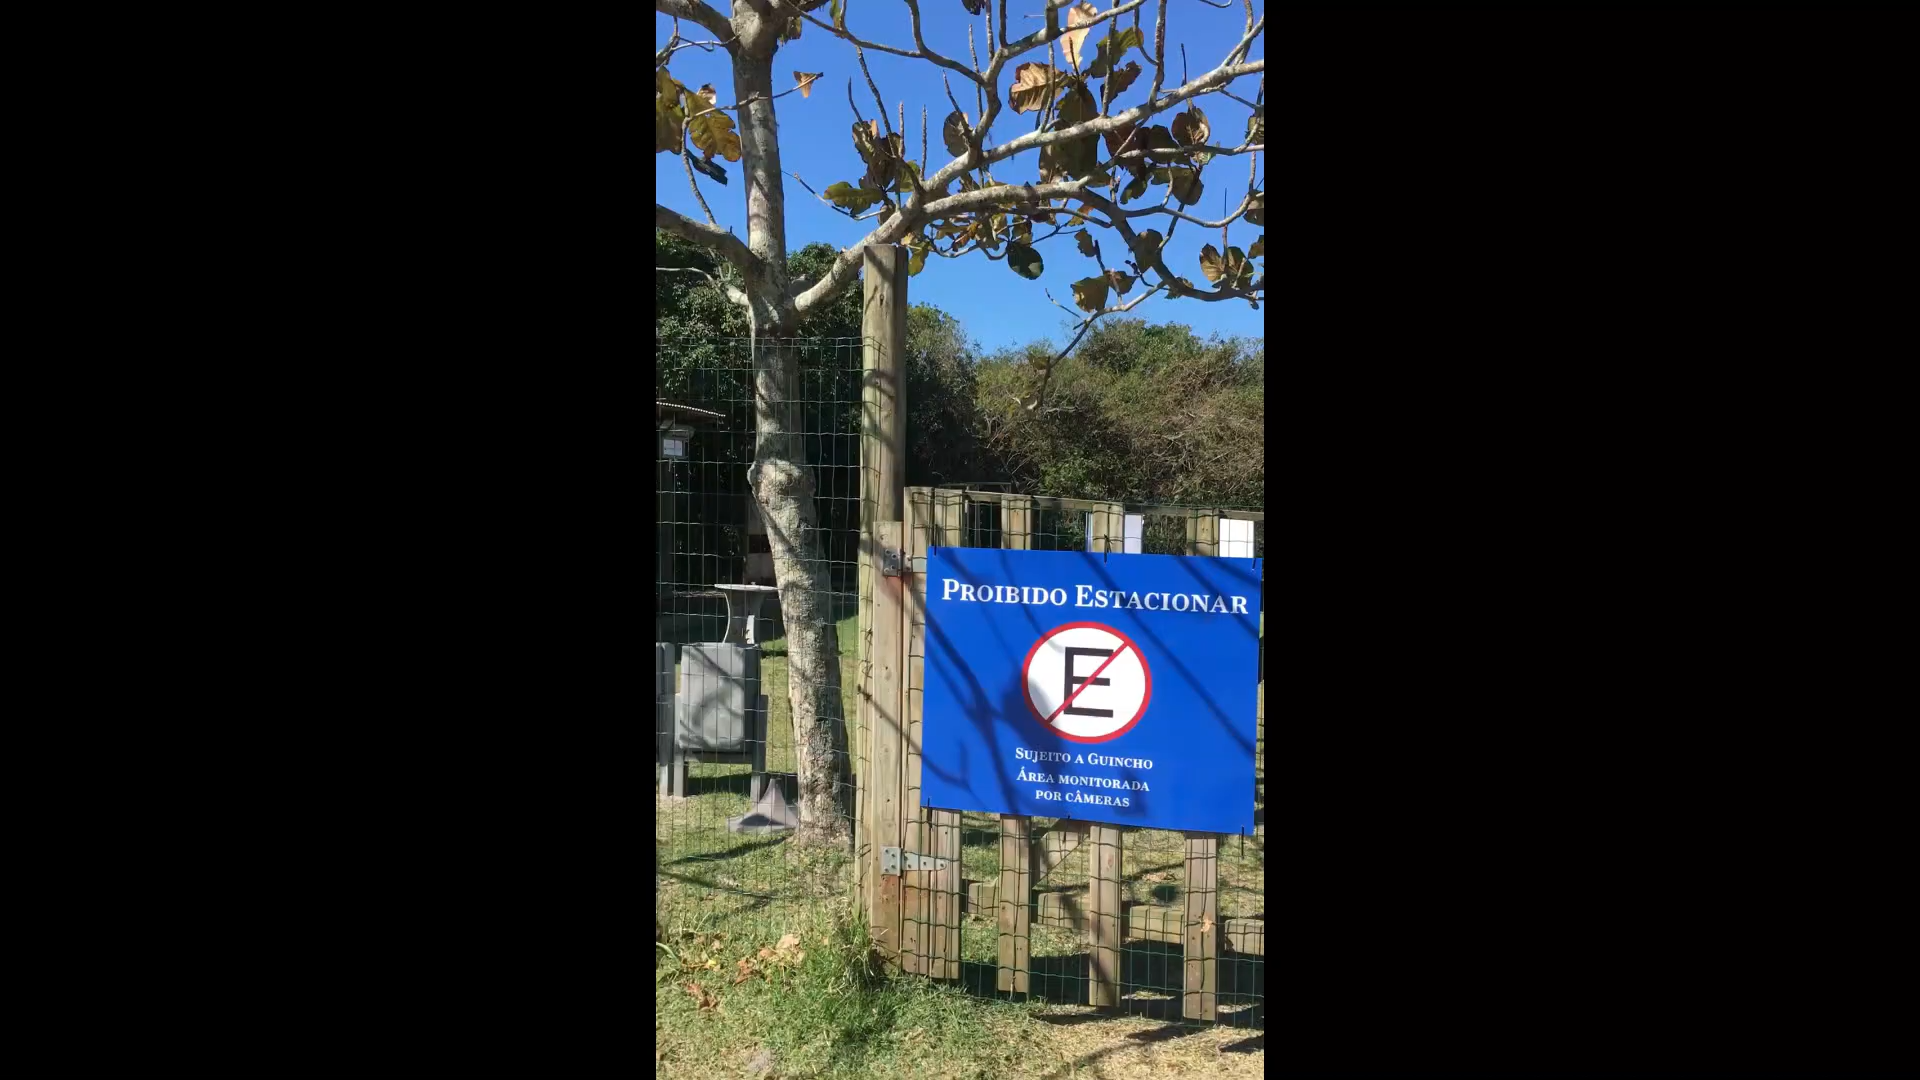 PROIBIDO ESTACIONAR
E
SUJEITO A GUINCHO
ÁREA MONITORADA
POR CÂMERAS